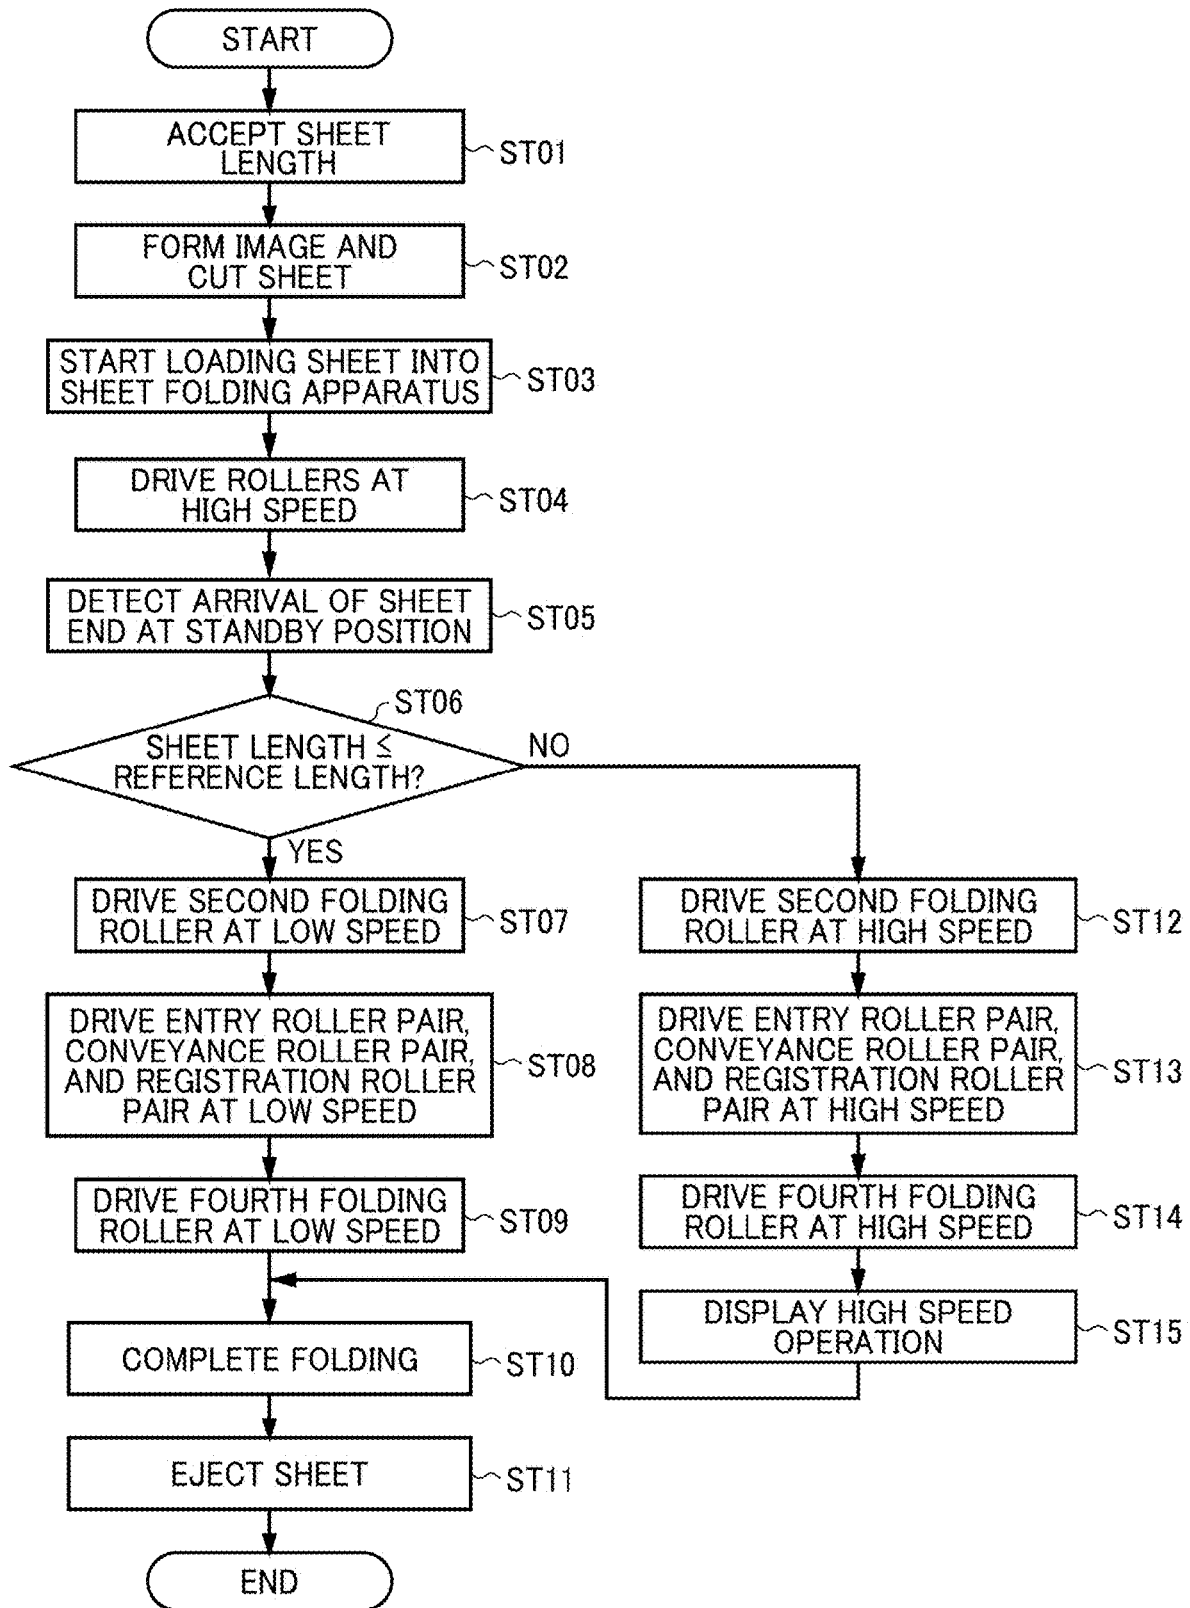 START
ACCEPT SHEET
LENGTH
ST01
FORM IMAGE AND
CUT SHEET
ST02
START LOADING SHEET INTO
SHEET FOLDING APPARATUS
ST03
DRIVE ROLLERS AT
HIGH SPEED
ST04
DETECT ARRIVAL OF SHEET
END AT STANDBY POSITION
ST05
ST06
SHEET LENGTH ≤
REFERENCE LENGTH?
NO
YES
DRIVE SECOND FOLDING
ROLLER AT LOW SPEED
ST07
DRIVE ENTRY ROLLER PAIR,
CONVEYANCE ROLLER PAIR,
AND REGISTRATION ROLLER
PAIR AT LOW SPEED
ST08
DRIVE FOURTH FOLDING
ROLLER AT LOW SPEED
ST09
COMPLETE FOLDING
ST10
EJECT SHEET
ST11
END
DRIVE SECOND FOLDING
ROLLER AT HIGH SPEED
ST12
DRIVE ENTRY ROLLER PAIR,
CONVEYANCE ROLLER PAIR,
AND REGISTRATION ROLLER
PAIR AT HIGH SPEED
ST13
DRIVE FOURTH FOLDING
ROLLER AT HIGH SPEED
ST14
DISPLAY HIGH SPEED
OPERATION
ST15